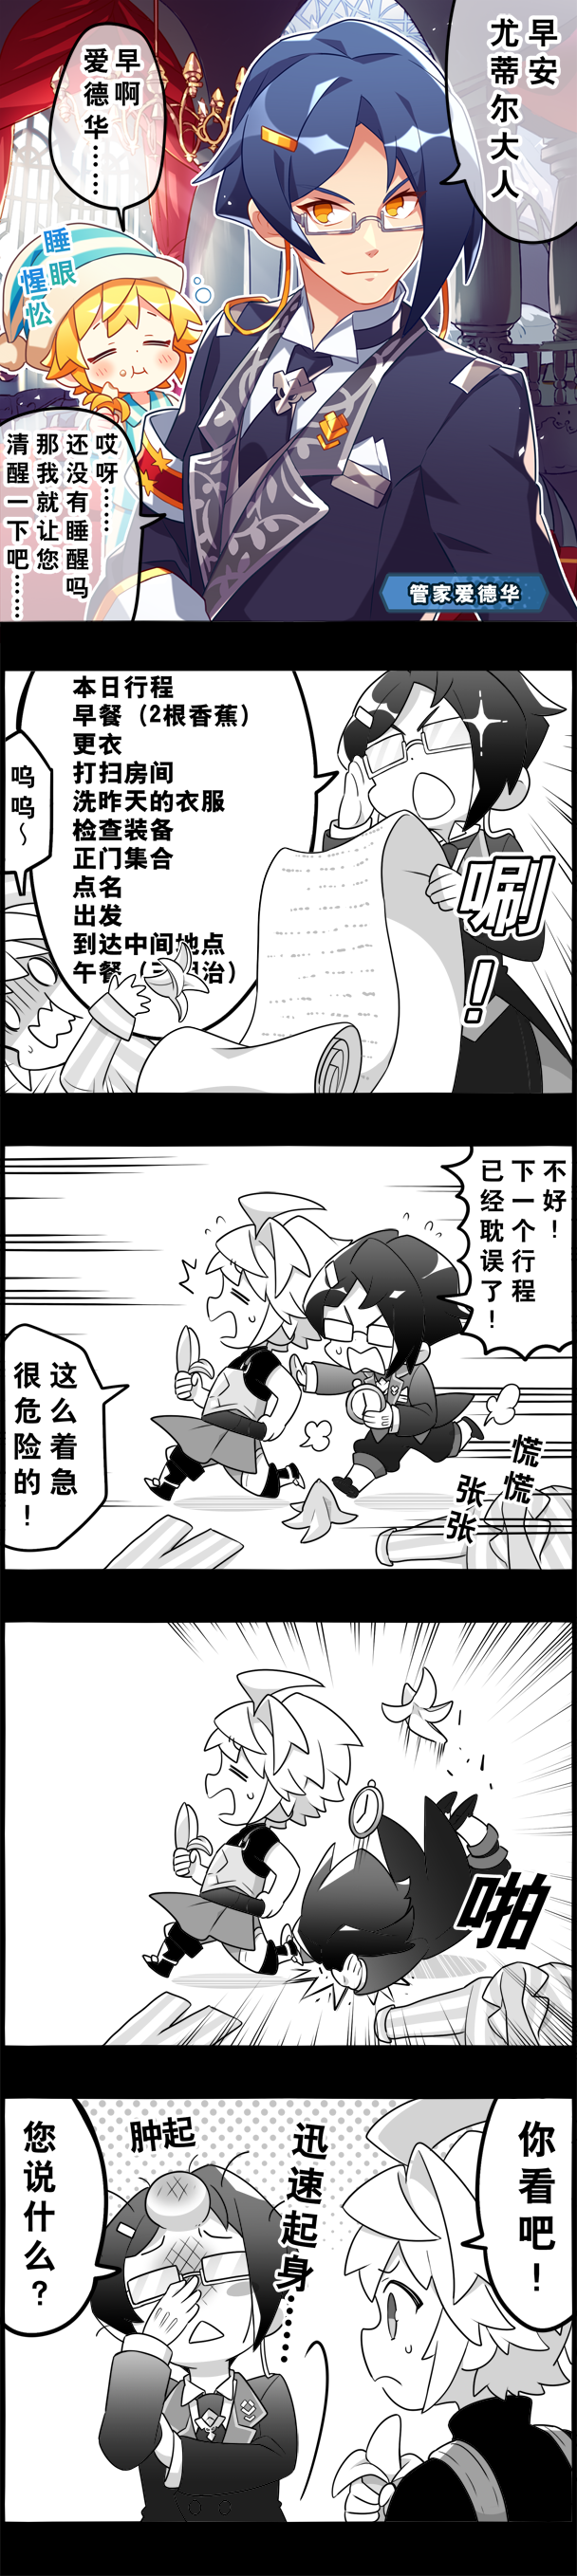 早安
尤蒂尔大人
早啊
爱德华……
睡眼
惺忪
哎呀……
还没有睡醒吗
那我就让您
清醒一下吧……
管家爱德华
本日行程
早餐（2根香蕉）
更衣
打扫房间
洗昨天的衣服
检查装备
正门集合
点名
出发
到达中间地点
午餐（三明治）
呜
呜~
唰！
不好！
下一个行程
已经耽误了！
这么着急
很危险的！
慌慌
张张
啪
你看吧！
迅速起身……
肿起
您说什么？